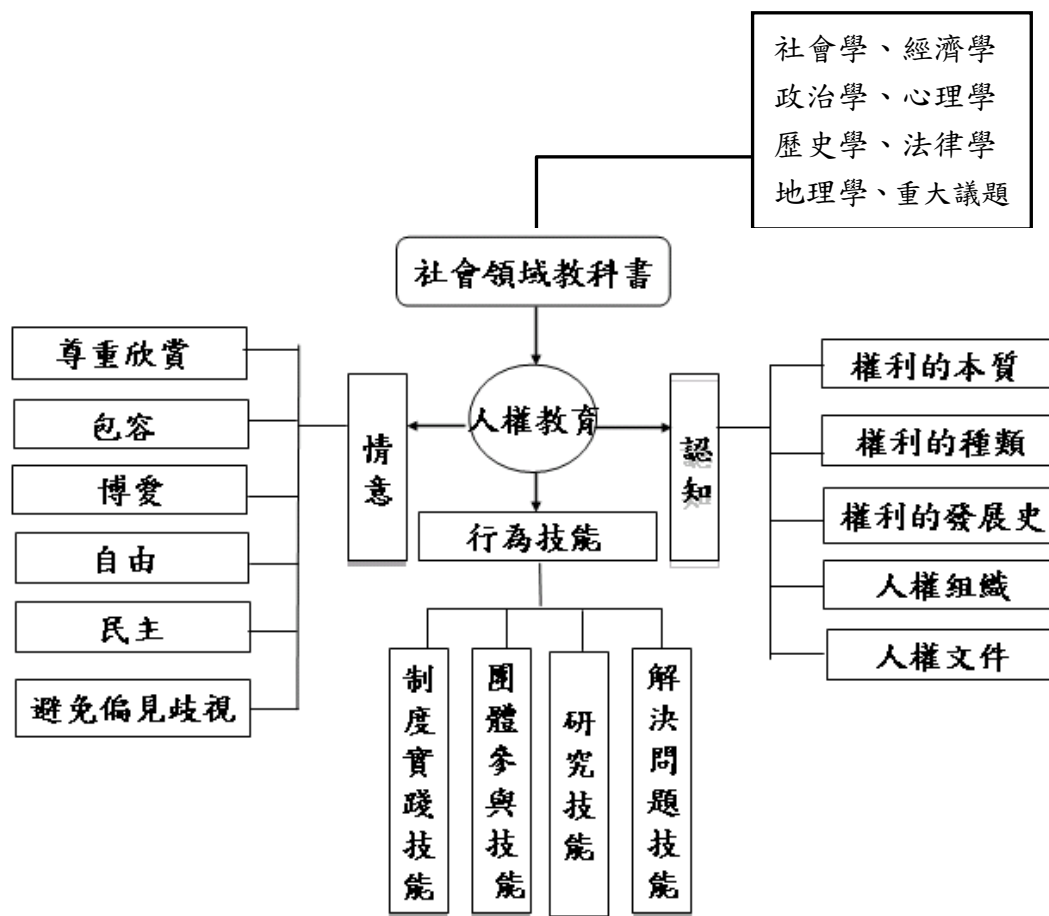 社會學、經濟學
政治學、心理學
歷史學、法律學
地理學、重大議題
社會領域教科書
人權教育
情意
尊重欣賞
包容
博愛
自由
民主
避免偏見歧視
認知
權利的本質
權利的種類
權利的發展史
人權組織
人權文件
行為技能
制度實踐技能
團體參與技能
研究技能
解決問題技能